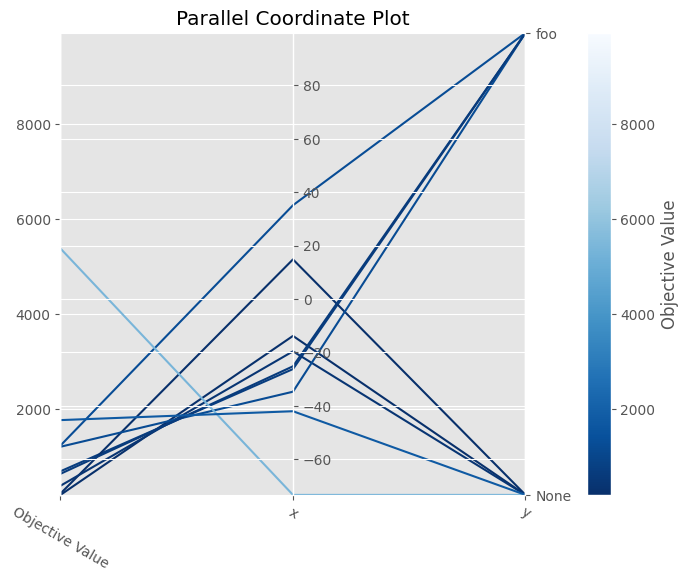 Parallel Coordinate Plot
8000
6000
4000
2000
80
60
40
20
0
−20
−40
−60
foo
None
8000
6000
4000
2000
Objective Value
Objective Value
x
y